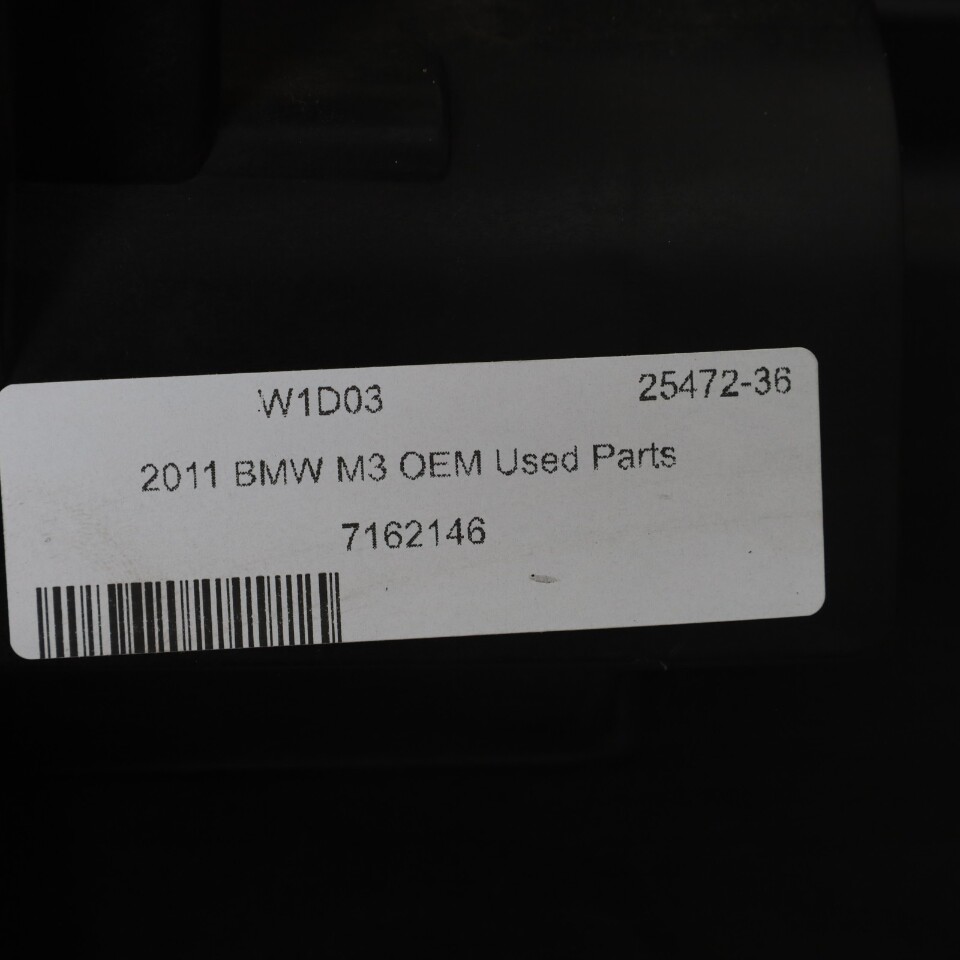 W1D03 25472-36
2011 BMW M3 OEM Used Parts
7162146